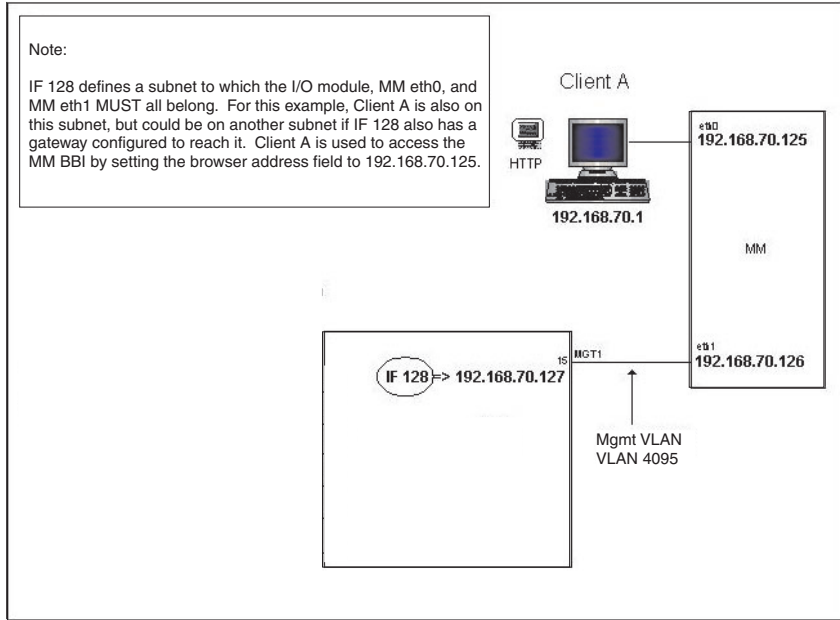 Note:
IF 128 defines a subnet to which the I/O module, MM eth0, and
MM eth1 MUST all belong.  For this example, Client A is also on
this subnet, but could be on another subnet if IF 128 also has a
gateway configured to reach it.  Client A is used to access the
MM BBI by setting the browser address field to 192.168.70.125.
Client A
HTTP
192.168.70.1
eth0
192.168.70.125
MM
eth1
192.168.70.126
15
MGT1
IF 128 => 192.168.70.127
Mgmt VLAN
VLAN 4095